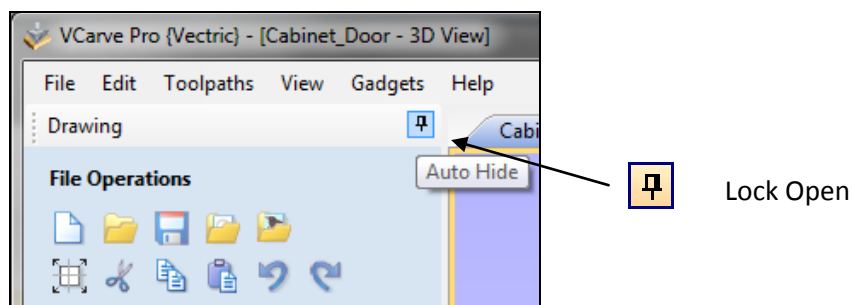 VCarve Pro {Vectric} - [Cabinet_Door - 3D View]
File Edit Toolpaths View Gadgets Help
Drawing
Cabi
Auto Hide
File Operations
Lock Open